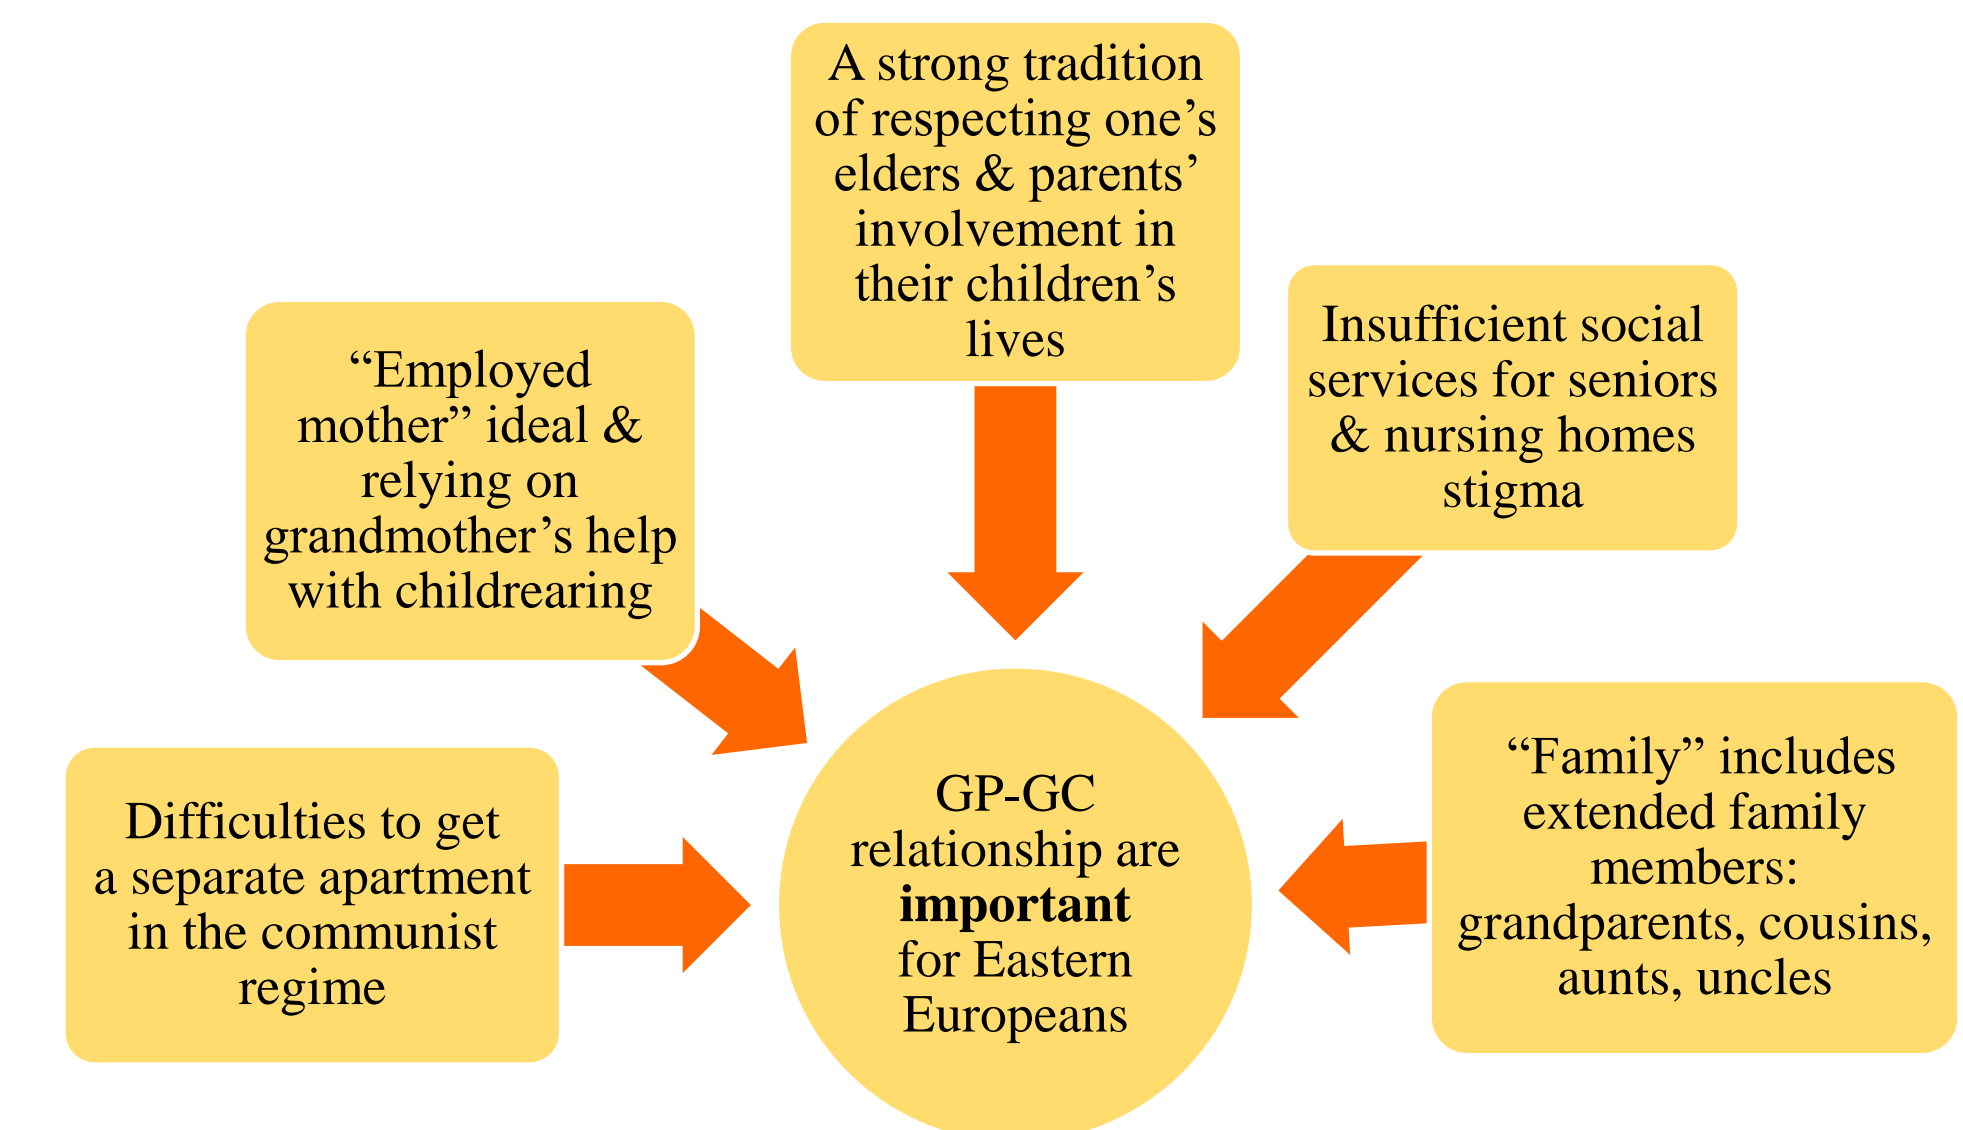 A strong tradition
of respecting one’s
elders & parents’
involvement in
their children’s
lives
“Employed
mother” ideal &
relying on
grandmother’s help
with childrearing
Insufficient social
services for seniors
& nursing homes
stigma
Difficulties to get
a separate apartment
in the communist
regime
GP-GC
relationship are
important
for Eastern
Europeans
“Family” includes
extended family
members:
grandparents, cousins,
aunts, uncles